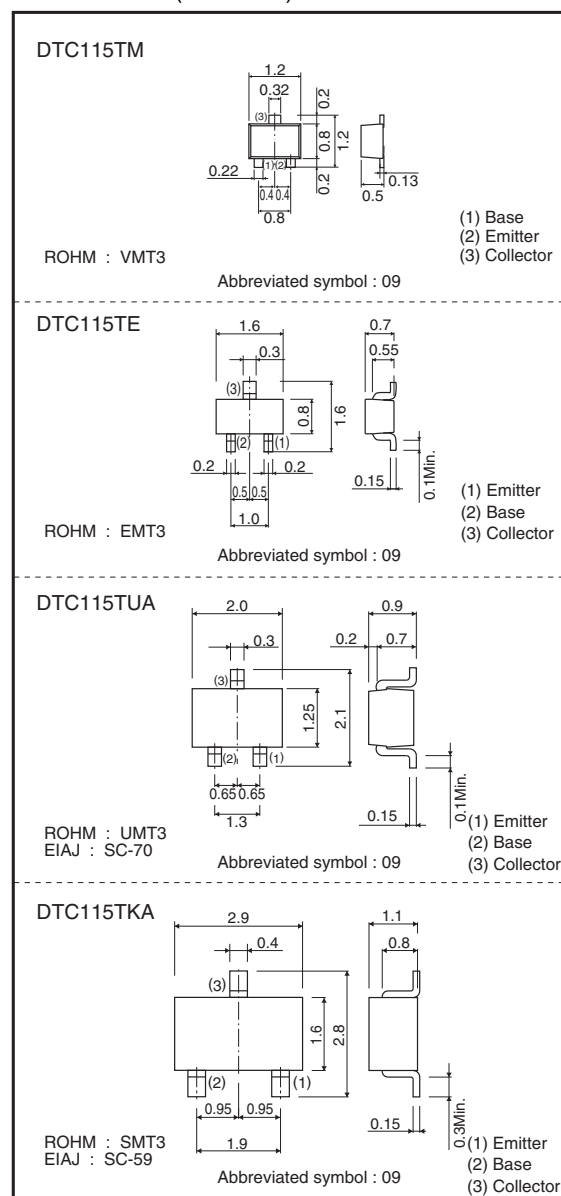 DTC115TM
1.2
0.32
0.2
(3)
0.8
1.2
(1) (2)
0.22
0.4 0.4
0.2
0.13
0.5
0.8
(1) Base
(2) Emitter
(3) Collector
ROHM : VMT3
Abbreviated symbol : 09
DTC115TE
1.6
0.7
0.3
0.55
(3)
0.8
1.6
(2) (1)
0.2 0.2
0.15
0.1Min.
0.5 0.5
1.0
(1) Emitter
(2) Base
(3) Collector
ROHM : EMT3
Abbreviated symbol : 09
DTC115TUA
2.0
0.9
0.3
0.2 0.7
(3)
1.25
2.1
(2) (1)
0.65 0.65
1.3
0.15
0.1Min.
(1) Emitter
(2) Base
(3) Collector
ROHM : UMT3
EIAJ : SC-70
Abbreviated symbol : 09
DTC115TKA
2.9
1.1
0.4
0.8
(3)
1.6
2.8
(2) (1)
0.95 0.95
1.9
0.15
0.3Min.
(1) Emitter
(2) Base
(3) Collector
ROHM : SMT3
EIAJ : SC-59
Abbreviated symbol : 09